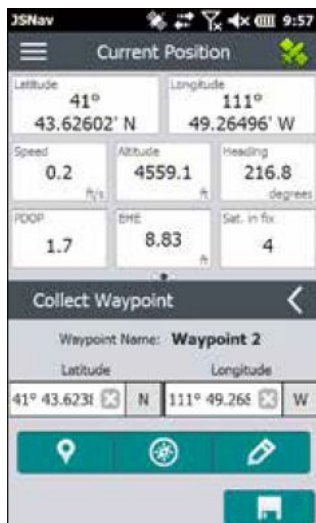 JSNav 9:57
Current Position
Latitude
41°
43.62602' N
Longitude
111°
49.26496' W
Speed
0.2
ft/s
Altitude
4559.1
ft
Heading
216.8
degrees
PDOP
1.7
EHE
8.83
ft
Sat. in fix
4
Collect Waypoint
Waypoint Name: Waypoint 2
Latitude Longitude
41° 43.623 N 111° 49.26 W